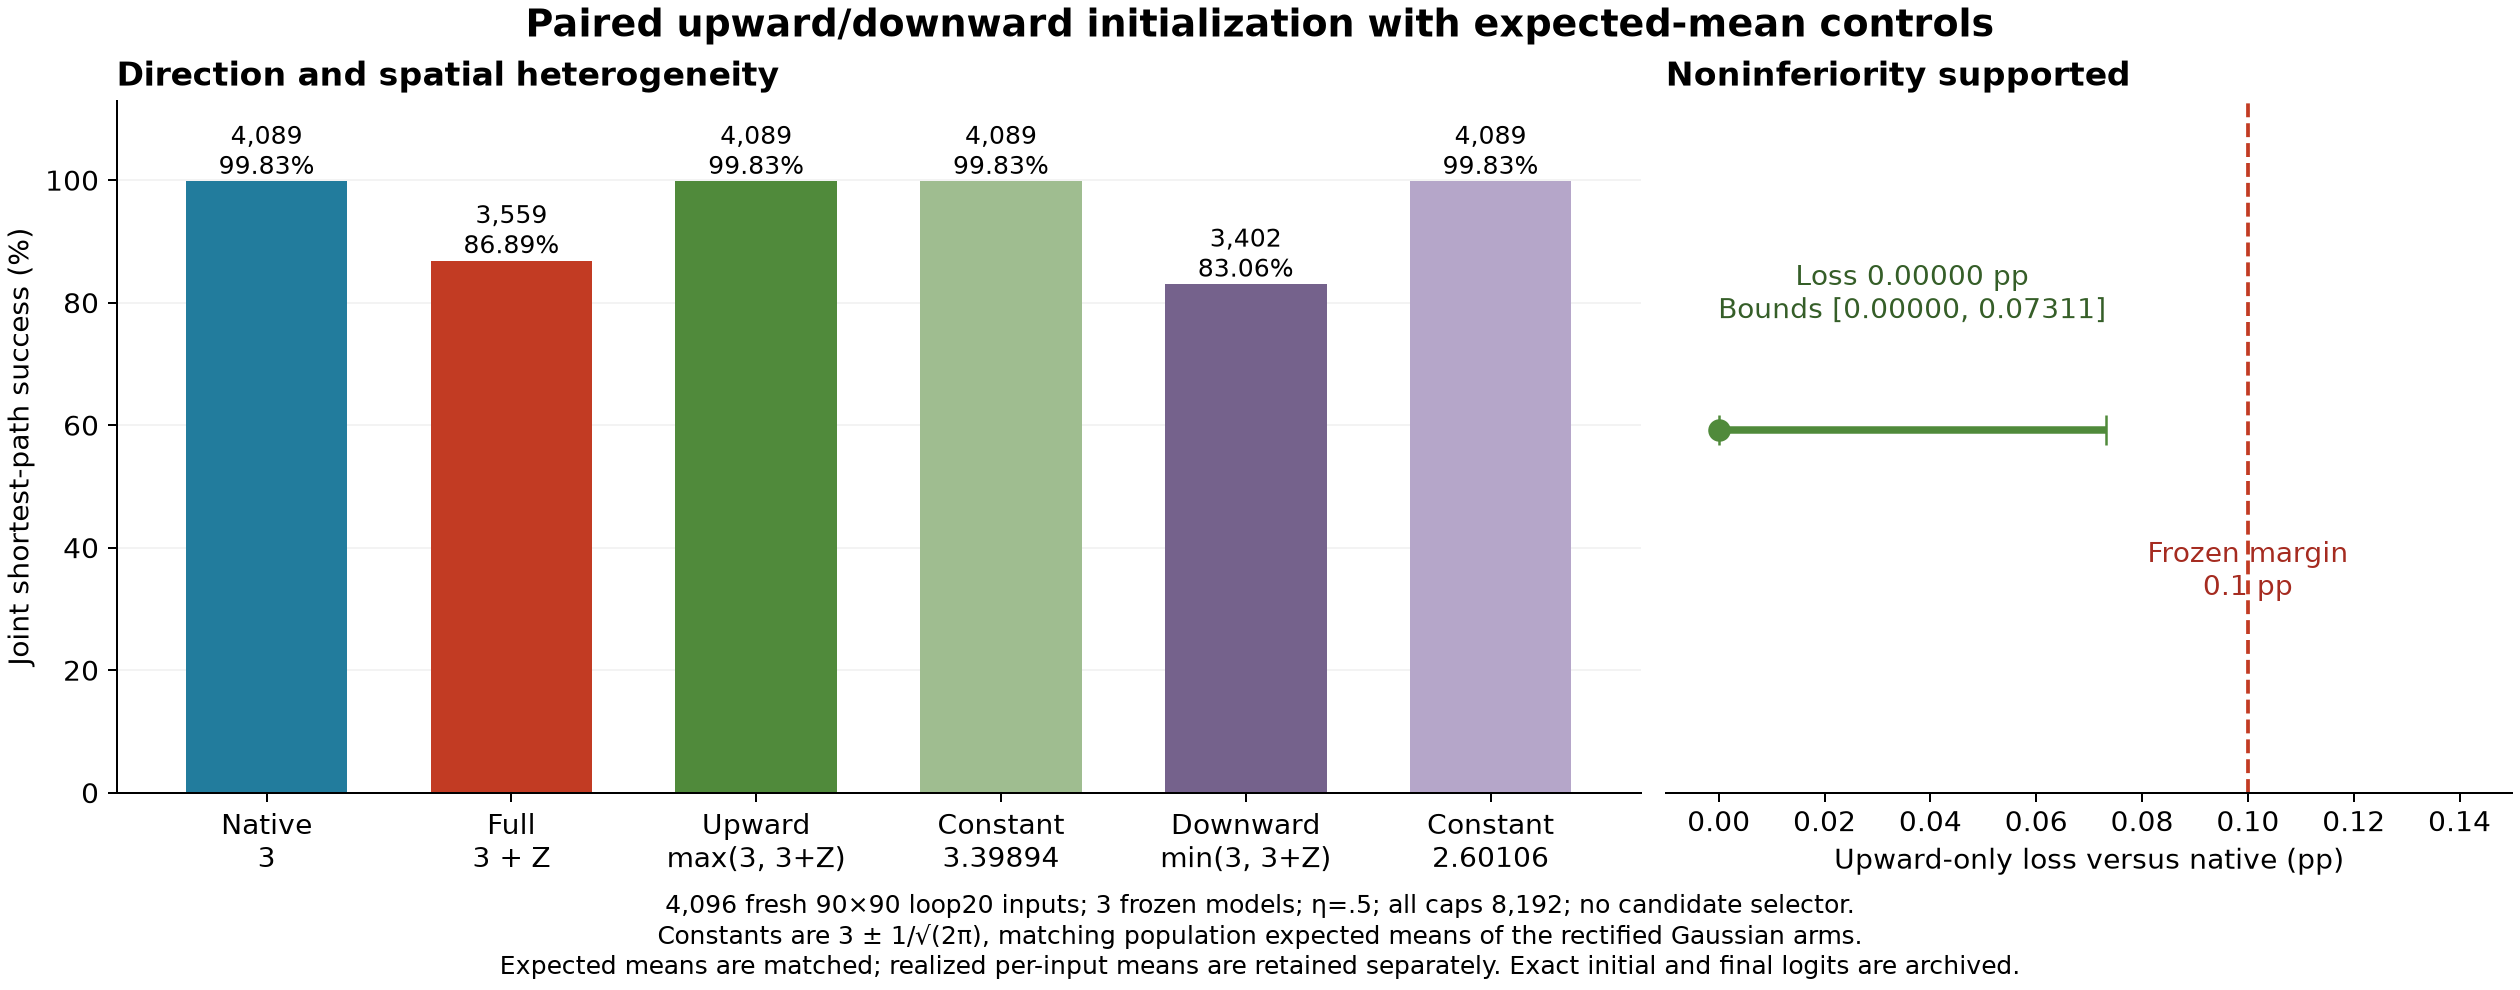 Paired upward/downward initialization with expected-mean controls
Direction and spatial heterogeneity
Joint shortest-path success (%)
100
80
60
40
20
0
4,089
99.83%
3,559
86.89%
4,089
99.83%
4,089
99.83%
3,402
83.06%
4,089
99.83%
Native
3
Full
3 + Z
Upward
max(3, 3+Z)
Constant
3.39894
Downward
min(3, 3+Z)
Constant
2.60106
Noninferiority supported
Loss 0.00000 pp
Bounds [0.00000, 0.07311]
Frozen margin
0.1 pp
0.00 0.02 0.04 0.06 0.08 0.10 0.12 0.14
Upward-only loss versus native (pp)
4,096 fresh 90×90 loop20 inputs; 3 frozen models; η=.5; all caps 8,192; no candidate selector.
Constants are 3 ± 1/√(2π), matching population expected means of the rectified Gaussian arms.
Expected means are matched; realized per-input means are retained separately. Exact initial and final logits are archived.